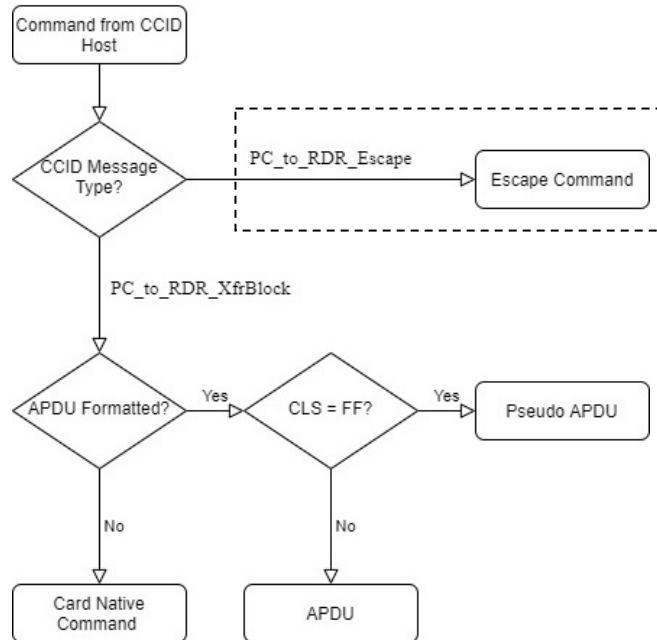 Command from CCID
Host
CCID Message
Type?
PC_to_RDR_Escape
Escape Command
PC_to_RDR_XfrBlock
APDU Formatted?
Yes
CLS = FF?
Yes
Pseudo APDU
No
No
Card Native
Command
APDU